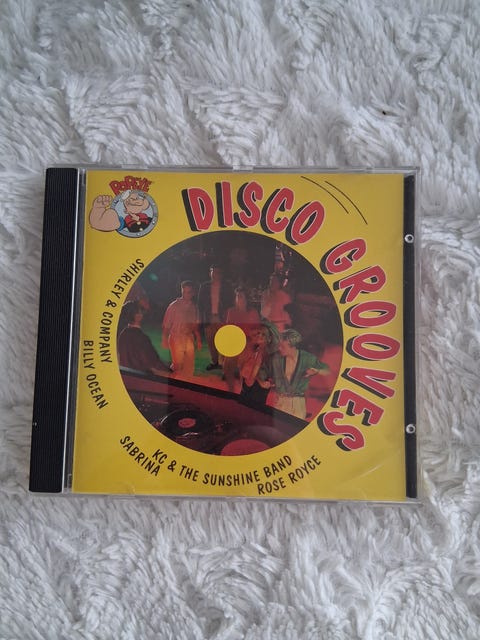 POPEYE
DISCO GROOVES
SHIRLEY & COMPANY
BILLY OCEAN
KC & THE SUNSHINE BAND
SABRINA
ROSE ROYCE